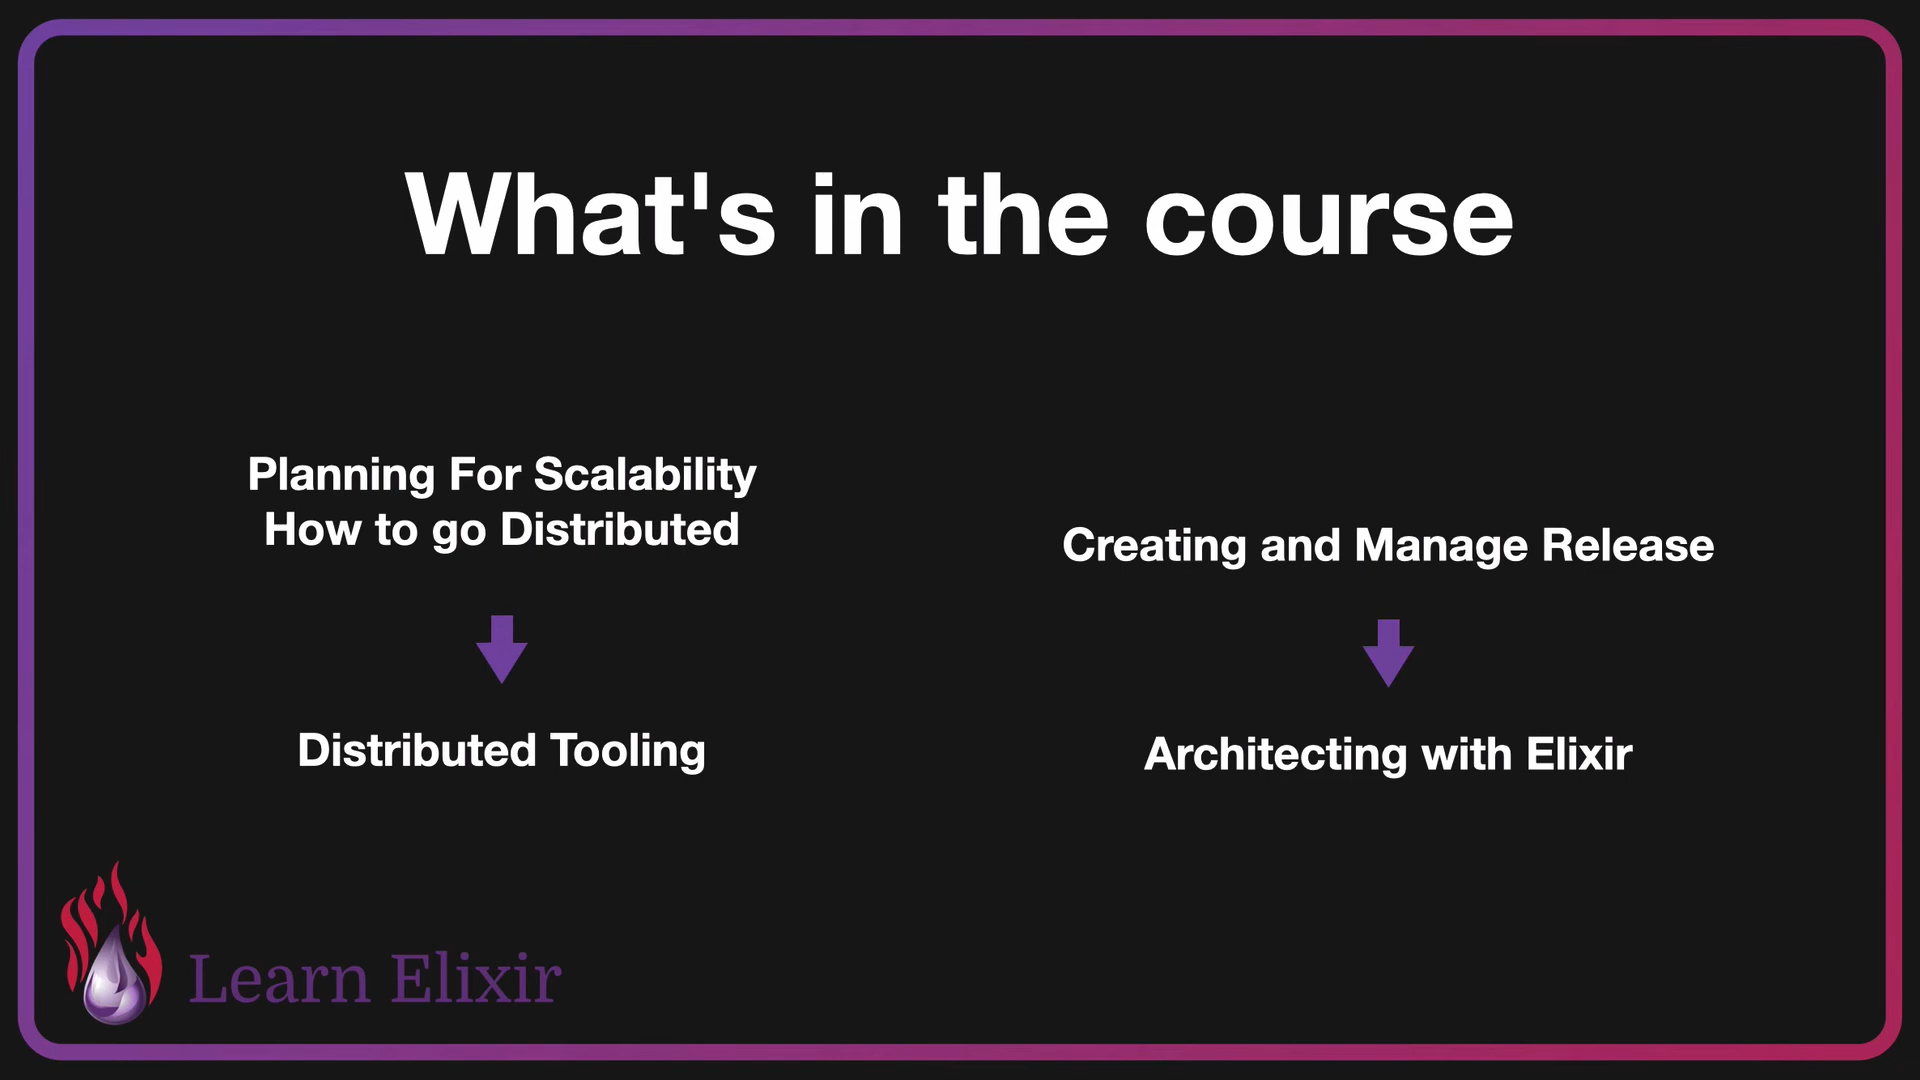 What's in the course
Planning For Scalability
How to go Distributed
Distributed Tooling
Creating and Manage Release
Architecting with Elixir
Learn Elixir